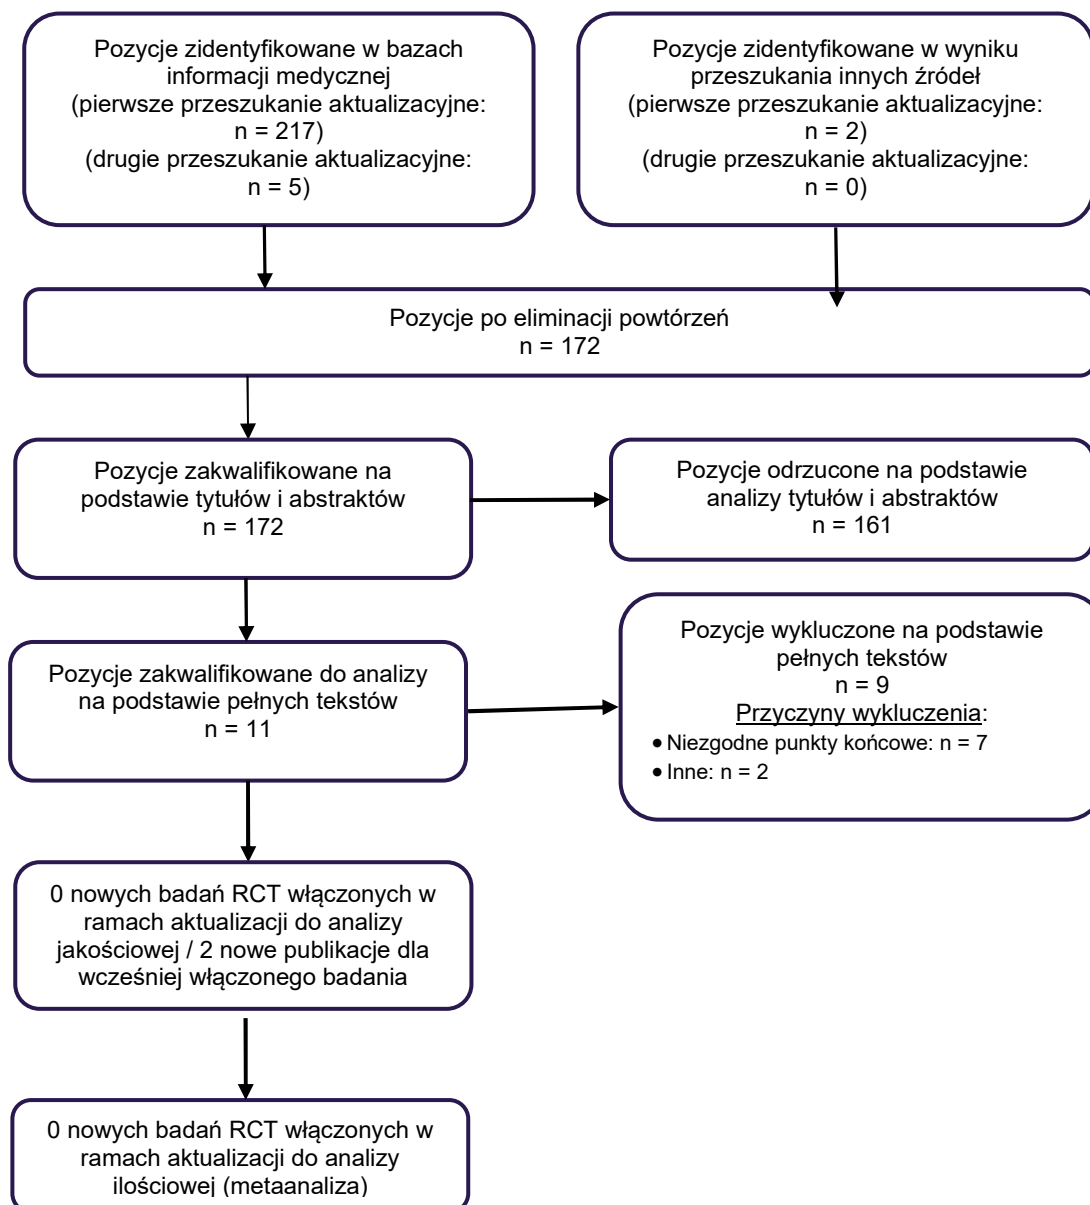 Pozycje zidentyfikowane w bazach
informacji medycznej
(pierwsze przeszukanie aktualizacyjne:
n = 217)
(drugie przeszukanie aktualizacyjne:
n = 5)
Pozycje zidentyfikowane w wyniku
przeszukania innych źródeł
(pierwsze przeszukanie aktualizacyjne:
n = 2)
(drugie przeszukanie aktualizacyjne:
n = 0)
Pozycje po eliminacji powtórzeń
n = 172
Pozycje zakwalifikowane na
podstawie tytułów i abstraktów
n = 172
Pozycje odrzucone na podstawie
analizy tytułów i abstraktów
n = 161
Pozycje zakwalifikowane do analizy
na podstawie pełnych tekstów
n = 11
Pozycje wykluczone na podstawie
pełnych tekstów
n = 9
Przyczyny wykluczenia:
• Niezgodne punkty końcowe: n = 7
• Inne: n = 2
0 nowych badań RCT włączonych w
ramach aktualizacji do analizy
jakościowej / 2 nowe publikacje dla
wcześniej włączonego badania
0 nowych badań RCT włączonych w
ramach aktualizacji do analizy
ilościowej (metaanaliza)